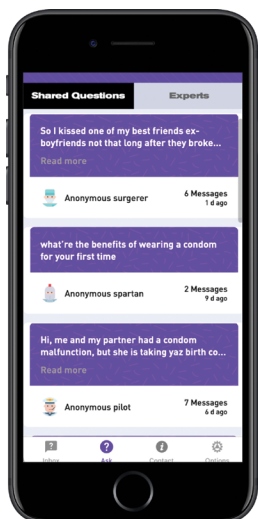 Shared Questions Experts
So I kissed one of my best friends ex-
boyfriends not that long after they broke...
Read more
Anonymous surgerer 6 Messages
1 d ago
what're the benefits of wearing a condom
for your first time
Anonymous spartan 2 Messages
9 d ago
Hi, me and my partner had a condom
malfunction, but she is taking yaz birth co...
Read more
Anonymous pilot 7 Messages
6 d ago
Inbox Ask Contact Options